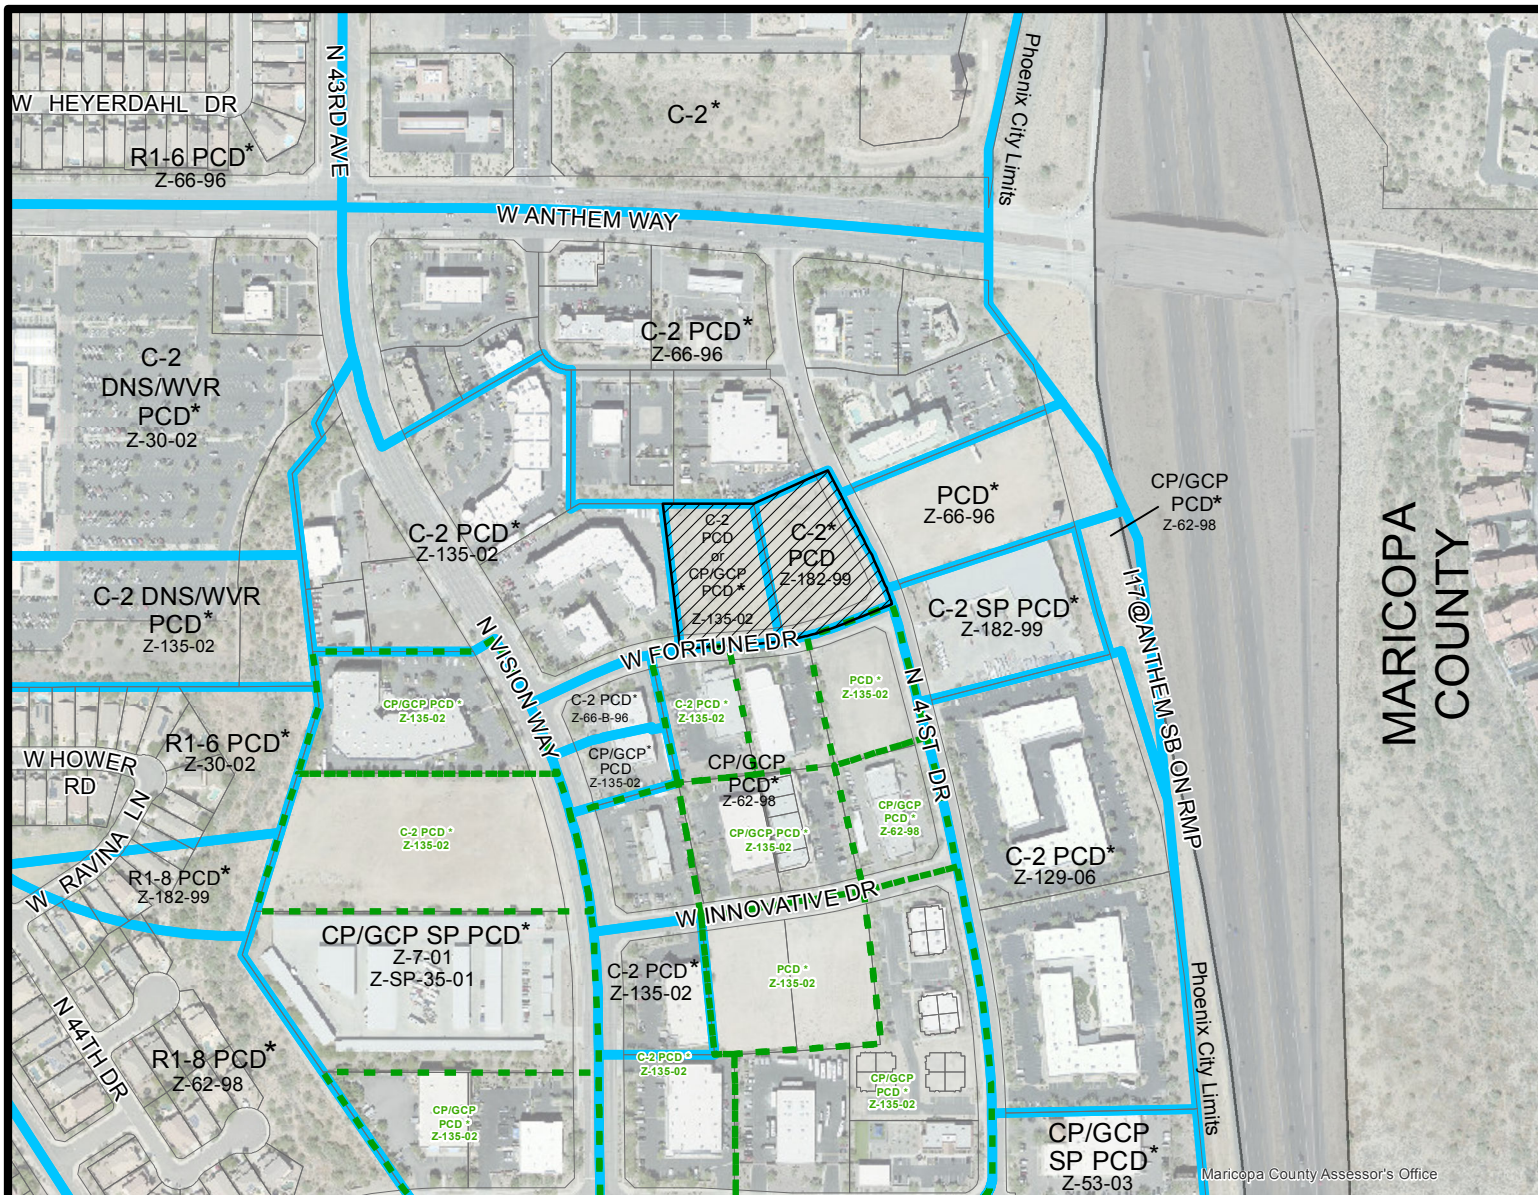 N 43RD AVE
W HEYERDAHL DR
R1-6 PCD*
Z-66-96
C-2*
Phoenix City Limits
W ANTHEM WAY
C-2
DNS/WVR
PCD*
Z-30-02
C-2 PCD*
Z-66-96
C-2 PCD*
Z-135-02
C-2
PCD
or
CP/GCP
PCD*
Z-135-02
C-2*
PCD
Z-182-99
PCD*
Z-66-96
CP/GCP
PCD*
Z-62-98
MARICOPA
COUNTY
C-2 DNS/WVR
PCD*
Z-135-02
C-2 SP PCD*
Z-182-99
I17@ANTHEM SB ON RMP
N VISION WAY
W FORTUNE DR
N 41ST DR
CP/GCP PCD*
Z-135-02
C-2 PCD*
Z-66-B-96
C-2 PCD*
Z-135-02
PCD*
Z-135-02
R1-6 PCD*
Z-30-02
W HOWER
RD
CP/GCP*
PCD
Z-135-02
CP/GCP
PCD*
Z-62-98
CP/GCP PCD*
Z-135-02
CP/GCP
PCD*
Z-62-98
C-2 PCD*
Z-135-02
W RAVINA LN
R1-8 PCD*
Z-182-99
C-2 PCD*
Z-129-06
W INNOVATIVE DR
CP/GCP SP PCD*
Z-7-01
Z-SP-35-01
C-2 PCD*
Z-135-02
PCD*
Z-135-02
N 44TH DR
R1-8 PCD*
Z-62-98
C-2 PCD*
Z-135-02
CP/GCP
PCD*
Z-135-02
CP/GCP
PCD*
Z-135-02
Phoenix City Limits
CP/GCP
SP PCD*
Z-53-03
Maricopa County Assessor's Office